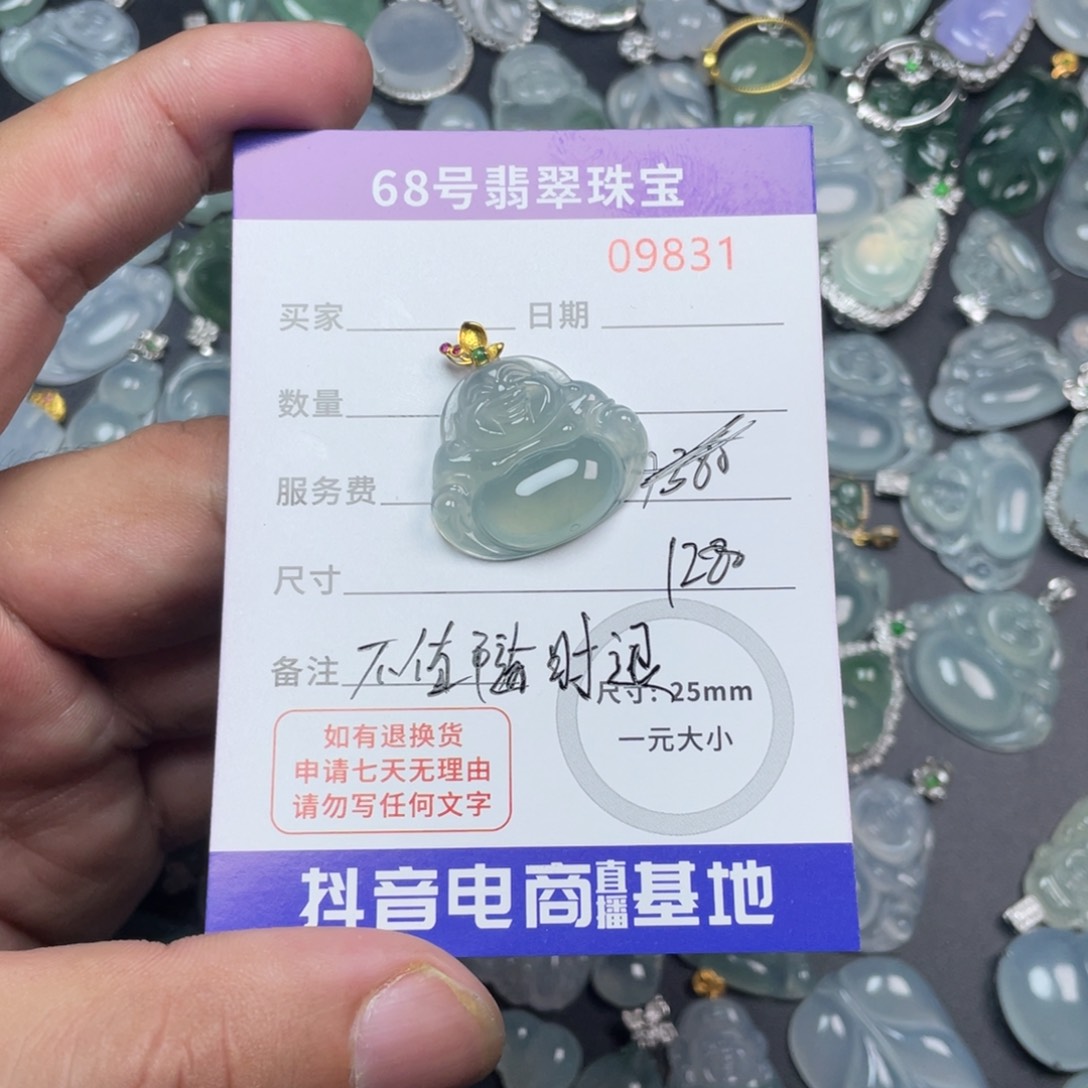 68号翡翠珠宝
09831
买家 日期
数量
服务费
尺寸 128
备注 不值 随时退
尺寸：25mm
一元大小
如有退换货
申请七天无理由
请勿写任何文字
抖音电商直播基地